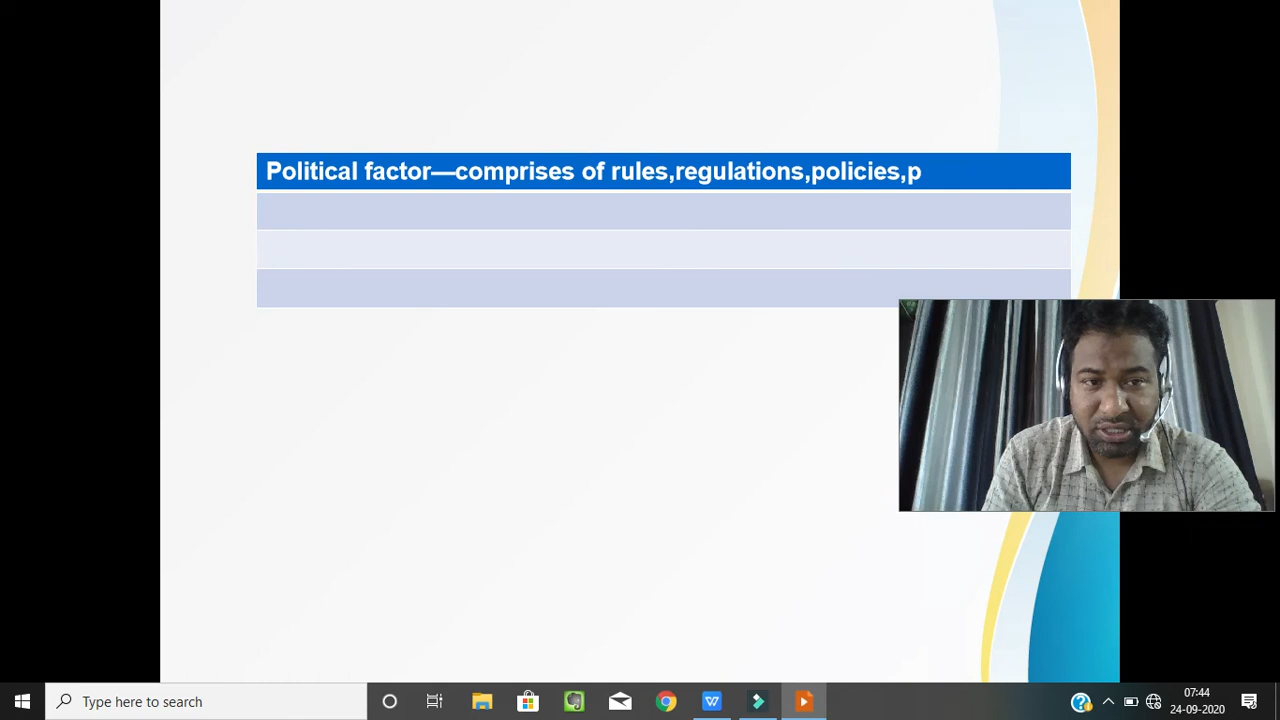 Political factor—comprises of rules,regulations,policies,p
Type here to search
07:44
24-09-2020